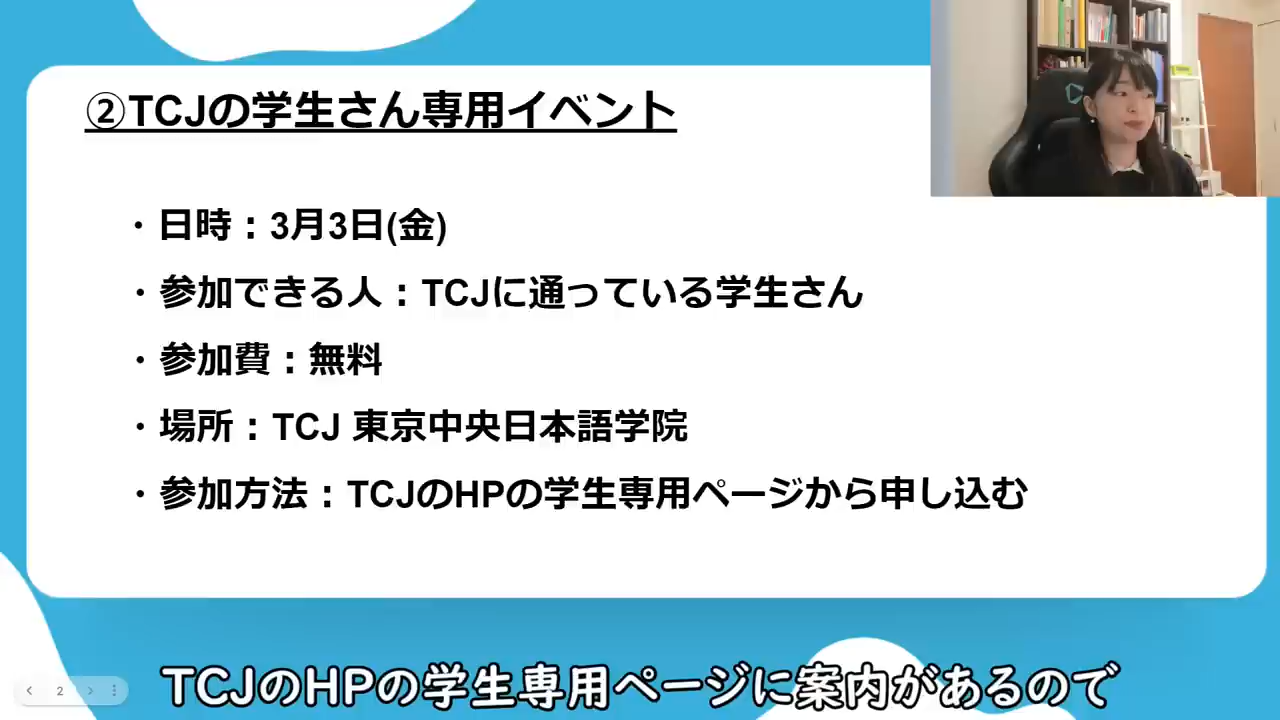 ②TCJの学生さん専用イベント
・日時：3月3日(金)
・参加できる人：TCJに通っている学生さん
・参加費：無料
・場所：TCJ 東京中央日本語学院
・参加方法：TCJのHPの学生専用ページから申し込む
2
TCJのHPの学生専用ページに案内があるので